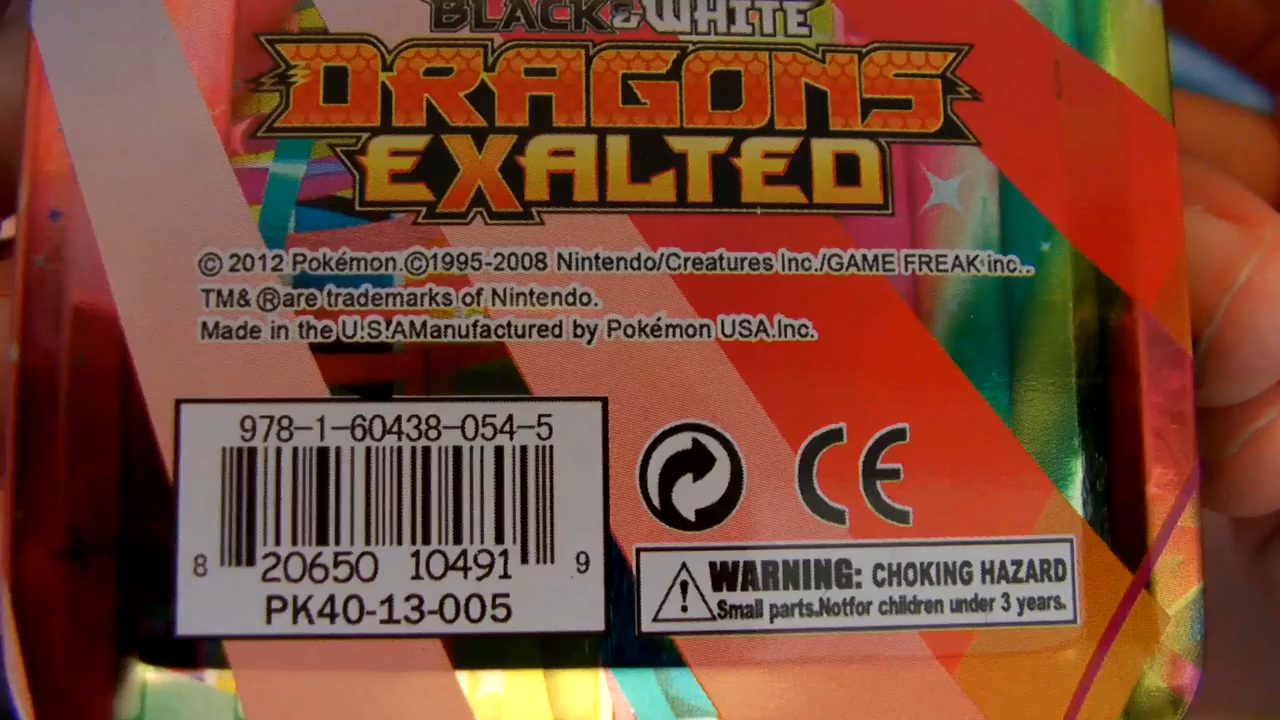 BLACK&WHITE
DRAGONS
EXALTED
© 2012 Pokémon.©1995-2008 Nintendo/Creatures Inc./GAME FREAK inc..
TM& ®are trademarks of Nintendo.
Made in the U.S.AManufactured by Pokémon USA.Inc.
978-1-60438-054-5
8 20650 10491 9
PK40-13-005
CE
WARNING: CHOKING HAZARD
Small parts.Notfor children under 3 years.